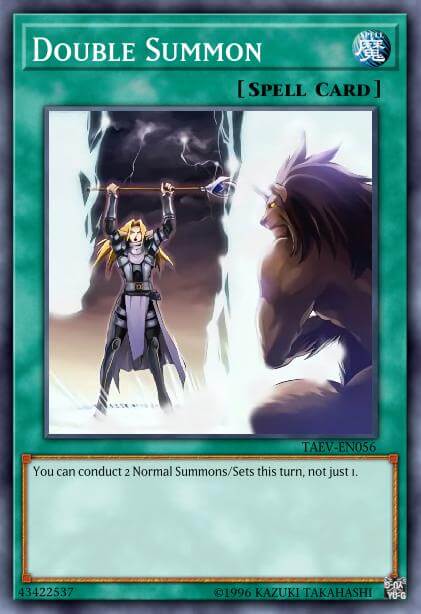 DOUBLE SUMMON
SPELL
魔
[SPELL CARD]
TAEV-EN056
You can conduct 2 Normal Summons/Sets this turn, not just 1.
43422537
©1996 KAZUKI TAKAHASHI